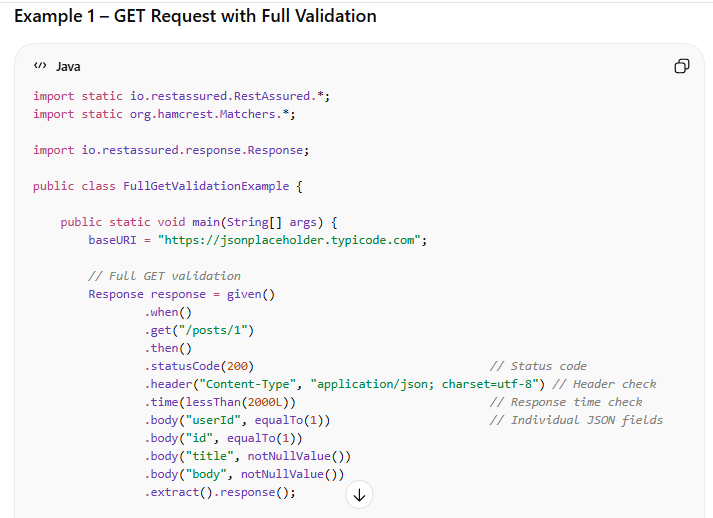 Example 1 – GET Request with Full Validation
</> Java
import static io.restassured.RestAssured.*;
import static org.hamcrest.Matchers.*;
import io.restassured.response.Response;
public class FullGetValidationExample {
public static void main(String[] args) {
baseURI = "https://jsonplaceholder.typicode.com";
// Full GET validation
Response response = given()
.when()
.get("/posts/1")
.then()
.statusCode(200) // Status code
.header("Content-Type", "application/json; charset=utf-8") // Header check
.time(lessThan(2000L)) // Response time check
.body("userId", equalTo(1)) // Individual JSON fields
.body("id", equalTo(1))
.body("title", notNullValue())
.body("body", notNullValue())
.extract().response();